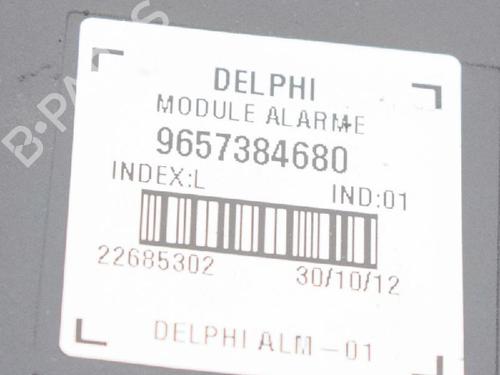 DELPHI
MODULE ALARME
9657384680
INDEX:L IND:01
22685302 30/10/12
DELPHI ALM-01
B·PARTS